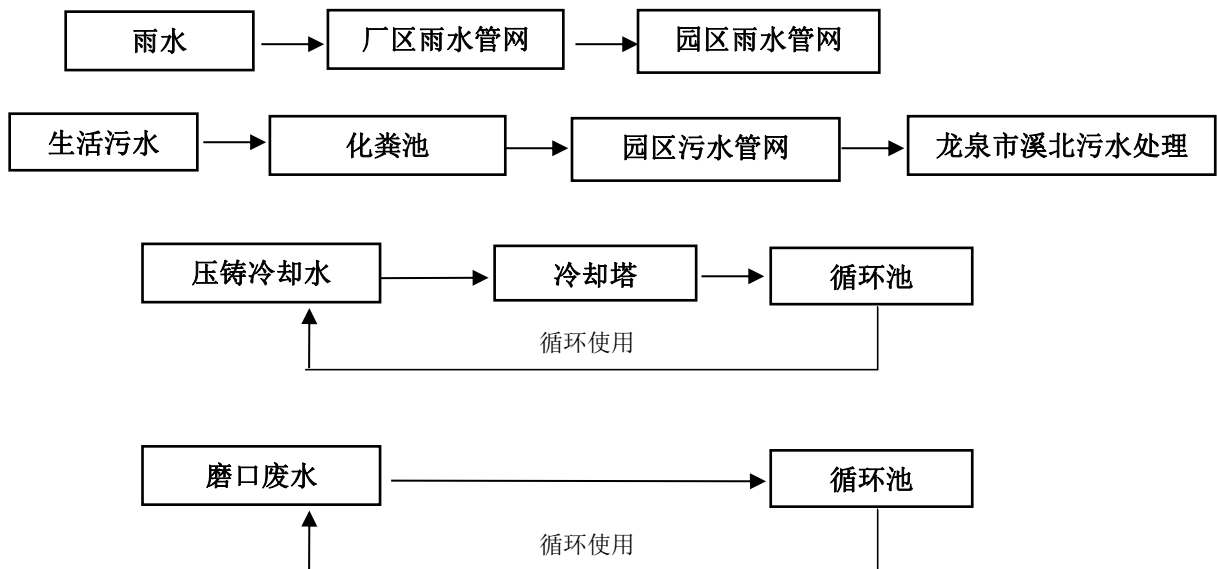 雨水
厂区雨水管网
园区雨水管网
生活污水
化粪池
园区污水管网
龙泉市溪北污水处理
压铸冷却水
冷却塔
循环池
循环使用
磨口废水
循环池
循环使用